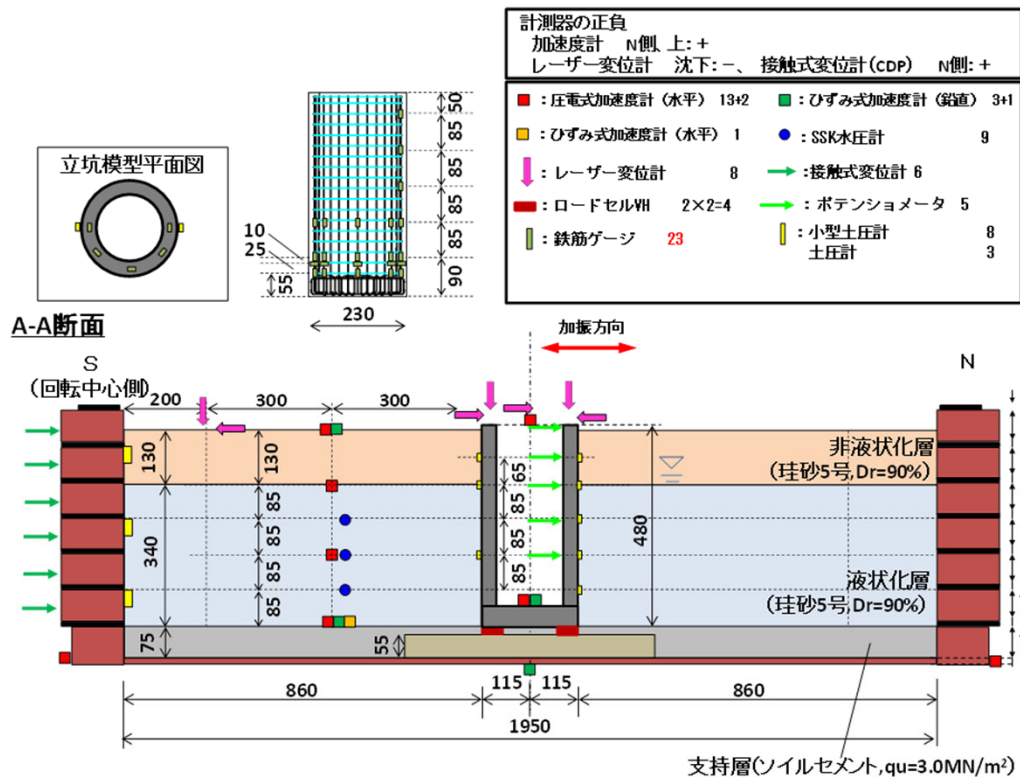 計測器の正負
加速度計 N側、上:+
レーザー変位計 沈下:-、 接触式変位計(CDP) N側:+
:圧電式加速度計(水平) 13+2
:ひずみ式加速度計(鉛直) 3+1
:ひずみ式加速度計(水平) 1
:SSK水圧計 9
:レーザー変位計 8
:接触式変位計 6
:ロードセルVH 2×2=4
:ポテンショメータ 5
:鉄筋ゲージ 23
:小型土圧計 8
土圧計 3
立坑模型平面図
50
85
85
85
85
90
10
25
55
230
A-A断面
加振方向
S
(回転中心側)
N
200
300
300
130
130
340
85
85
85
85
65
85
85
85
480
非液状化層
(珪砂5号,Dr=90%)
液状化層
(珪砂5号,Dr=90%)
75
55
860
115
115
860
1950
支持層(ソイルセメント,qu=3.0MN/m²)